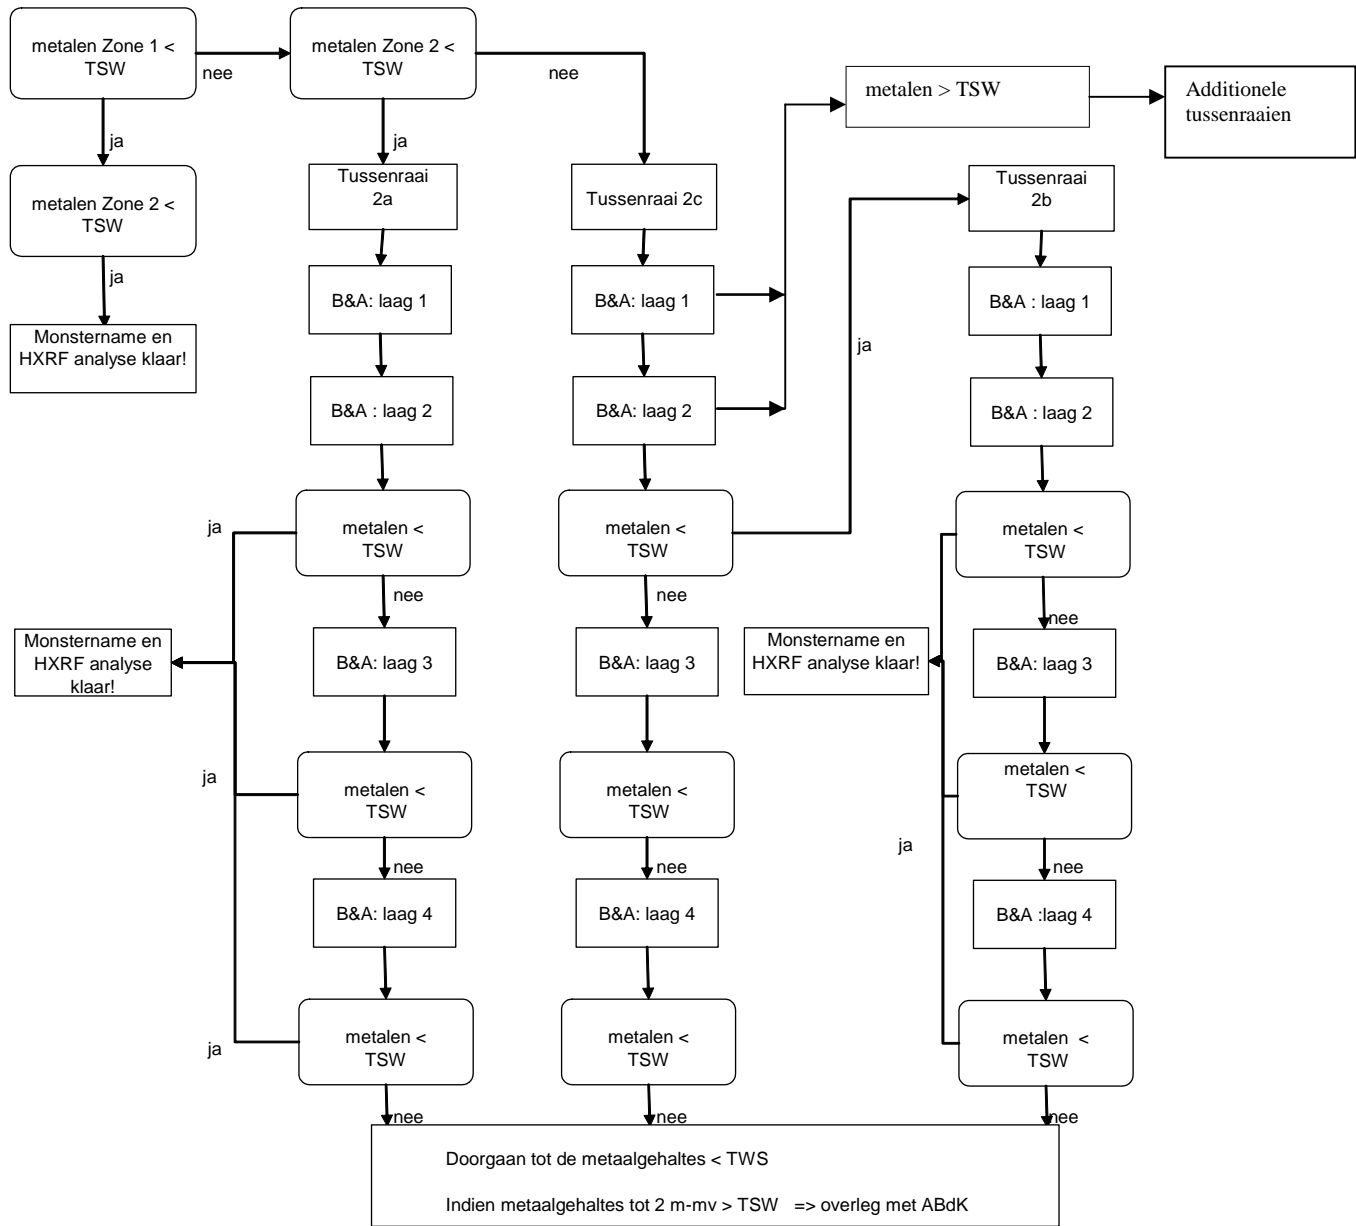 metalen Zone 1 <
TSW
nee
metalen Zone 2 <
TSW
nee
metalen > TSW
Additionele
tussenraaien
ja
ja
metalen Zone 2 <
TSW
Tussenraai
2a
Tussenraai 2c
Tussenraai
2b
ja
B&A: laag 1
B&A: laag 1
B&A : laag 1
Monstername en
HXRF analyse klaar!
ja
B&A : laag 2
B&A: laag 2
B&A : laag 2
ja
metalen <
TSW
metalen <
TSW
metalen <
TSW
nee
nee
nee
Monstername en
HXRF analyse
klaar!
B&A: laag 3
B&A: laag 3
Monstername en
HXRF analyse klaar!
B&A: laag 3
ja
metalen <
TSW
metalen <
TSW
metalen <
TSW
ja
nee
nee
nee
B&A: laag 4
B&A: laag 4
B&A :laag 4
ja
metalen <
TSW
metalen <
TSW
metalen <
TSW
nee
nee
nee
Doorgaan tot de metaalgehaltes < TWS
Indien metaalgehaltes tot 2 m-mv > TSW => overleg met ABdK